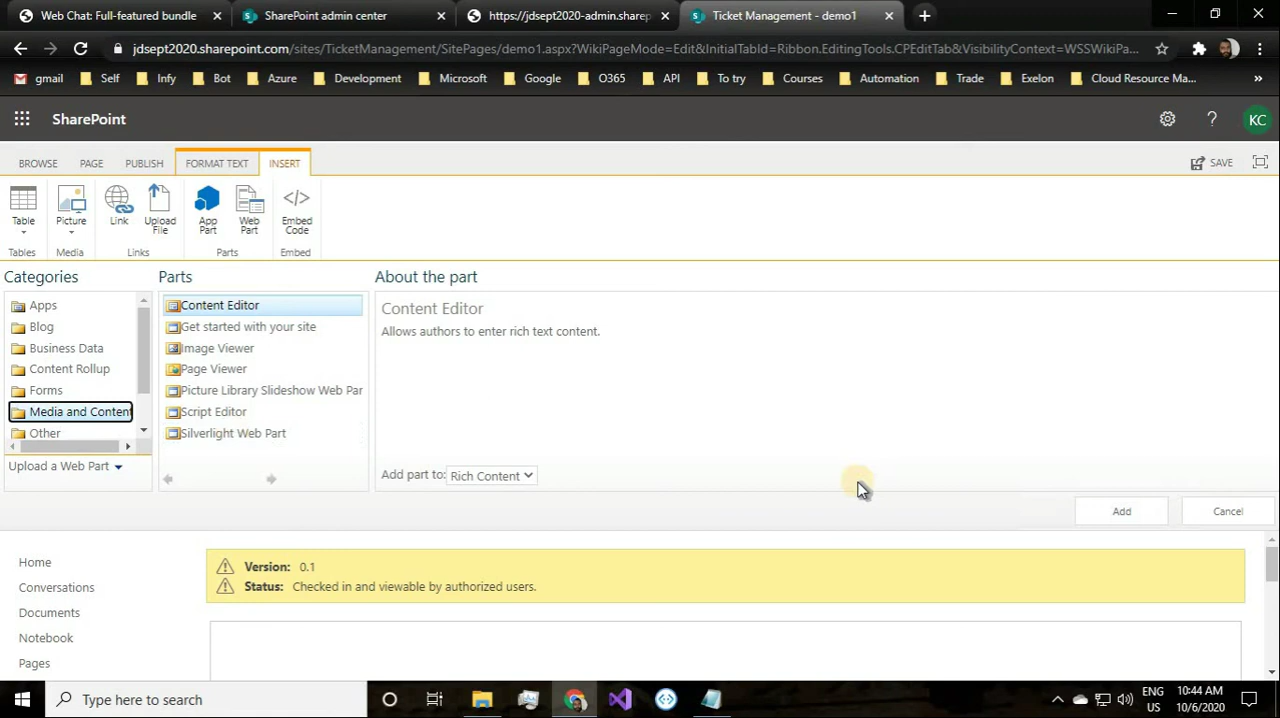 Web Chat: Full-featured bundle
SharePoint admin center
https://jdsept2020-admin.sharep
Ticket Management - demo1
jdsept2020.sharepoint.com/sites/TicketManagement/SitePages/demo1.aspx?WikiPageMode=Edit&InitialTabId=Ribbon.EditingTools.CPEditTab&VisibilityContext=WSSWikiPa...
gmail
Self
Infy
Bot
Azure
Development
Microsoft
Google
O365
API
To try
Courses
Automation
Trade
Exelon
Cloud Resource Ma...
SharePoint
KC
BROWSE
PAGE
PUBLISH
FORMAT TEXT
INSERT
SAVE
Table
Picture
Link
Upload File
App Part
Web Part
Embed Code
Tables
Media
Links
Parts
Embed
Categories
Parts
About the part
Apps
Blog
Business Data
Content Rollup
Forms
Media and Content
Other
Upload a Web Part
Content Editor
Get started with your site
Image Viewer
Page Viewer
Picture Library Slideshow Web Par
Script Editor
Silverlight Web Part
Content Editor
Allows authors to enter rich text content.
Add part to: Rich Content
Add
Cancel
Home
Conversations
Documents
Notebook
Pages
Version: 0.1
Status: Checked in and viewable by authorized users.
Type here to search
ENG
US
10:44 AM
10/6/2020